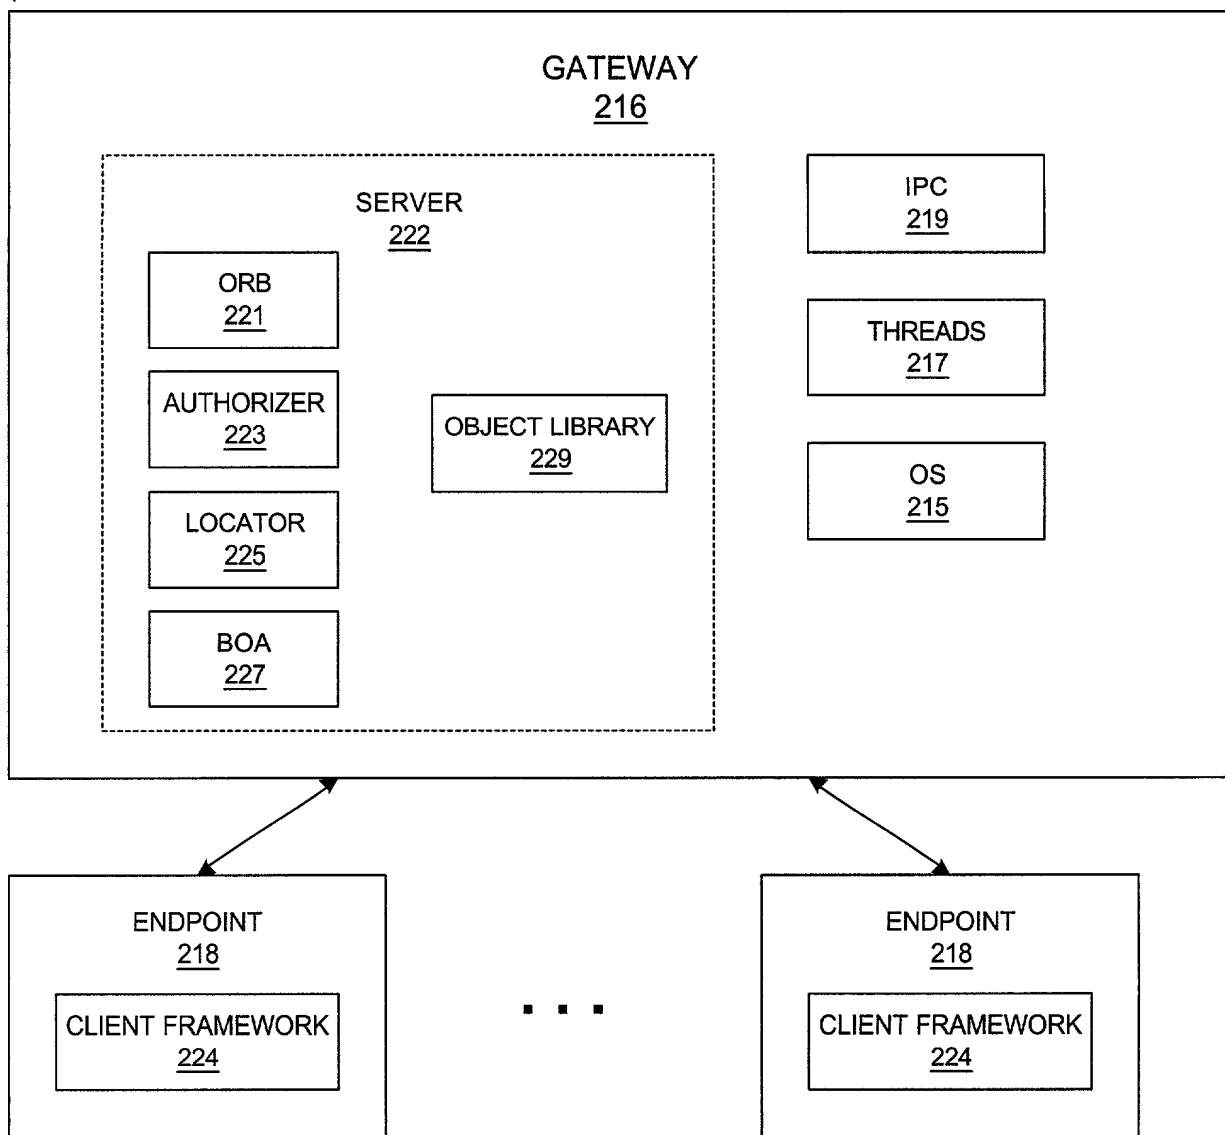 GATEWAY
216
SERVER
222
ORB
221
AUTHORIZER
223
LOCATOR
225
BOA
227
OBJECT LIBRARY
229
IPC
219
THREADS
217
OS
215
ENDPOINT
218
CLIENT FRAMEWORK
224
ENDPOINT
218
CLIENT FRAMEWORK
224